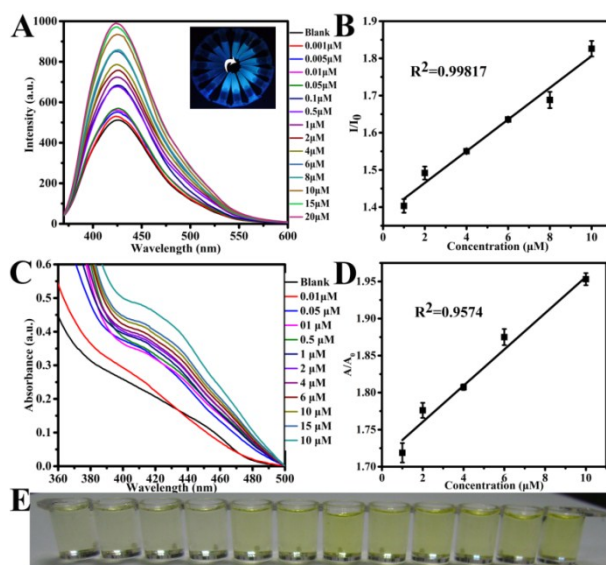 A
Intensity (a.u.)
1000
800
600
400
200
0
400 450 500 550 600
Wavelength (nm)
Blank
0.001μM
0.005μM
0.01μM
0.05μM
0.1μM
0.5μM
1μM
2μM
4μM
6μM
8μM
10μM
15μM
20μM
B
I/I0
1.8
1.7
1.6
1.5
1.4
R2=0.99817
0 2 4 6 8 10
Concentration (μM)
C
Absorbance (a.u.)
0.6
0.5
0.4
0.3
0.2
0.1
0.0
360 380 400 420 440 460 480 500
Wavelength (nm)
Blank
0.01μM
0.05 μM
01 μM
0.5 μM
1 μM
2 μM
4 μM
6 μM
10 μM
15 μM
10 μM
D
1.95
1.90
1.85
1.80
1.75
1.70
R2=0.9574
0 2 4 6 8 10
Concentration (μM)
E